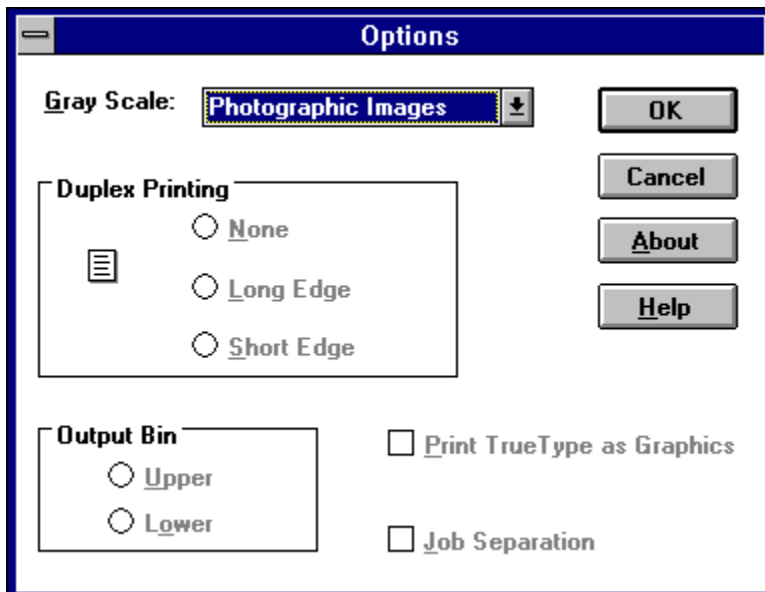 Options
Gray Scale: Photographic Images
OK
Cancel
About
Help
Duplex Printing
None
Long Edge
Short Edge
Output Bin
Upper
Lower
Print TrueType as Graphics
Job Separation